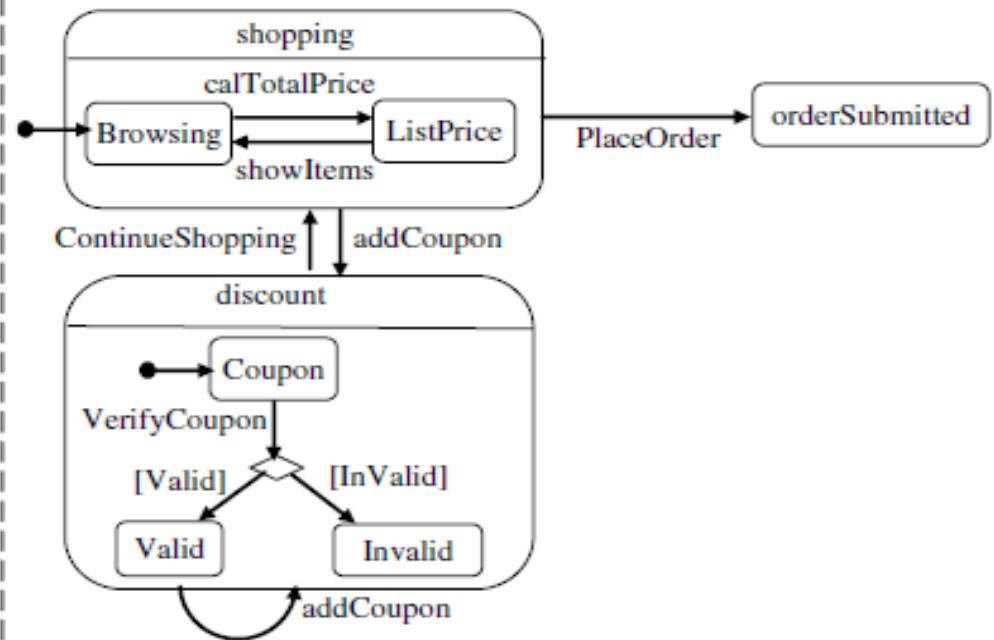 shopping
calTotalPrice
Browsing
ListPrice
orderSubmitted
PlaceOrder
showItems
ContinueShopping
addCoupon
discount
Coupon
VerifyCoupon
[Valid]
[InValid]
Valid
Invalid
addCoupon